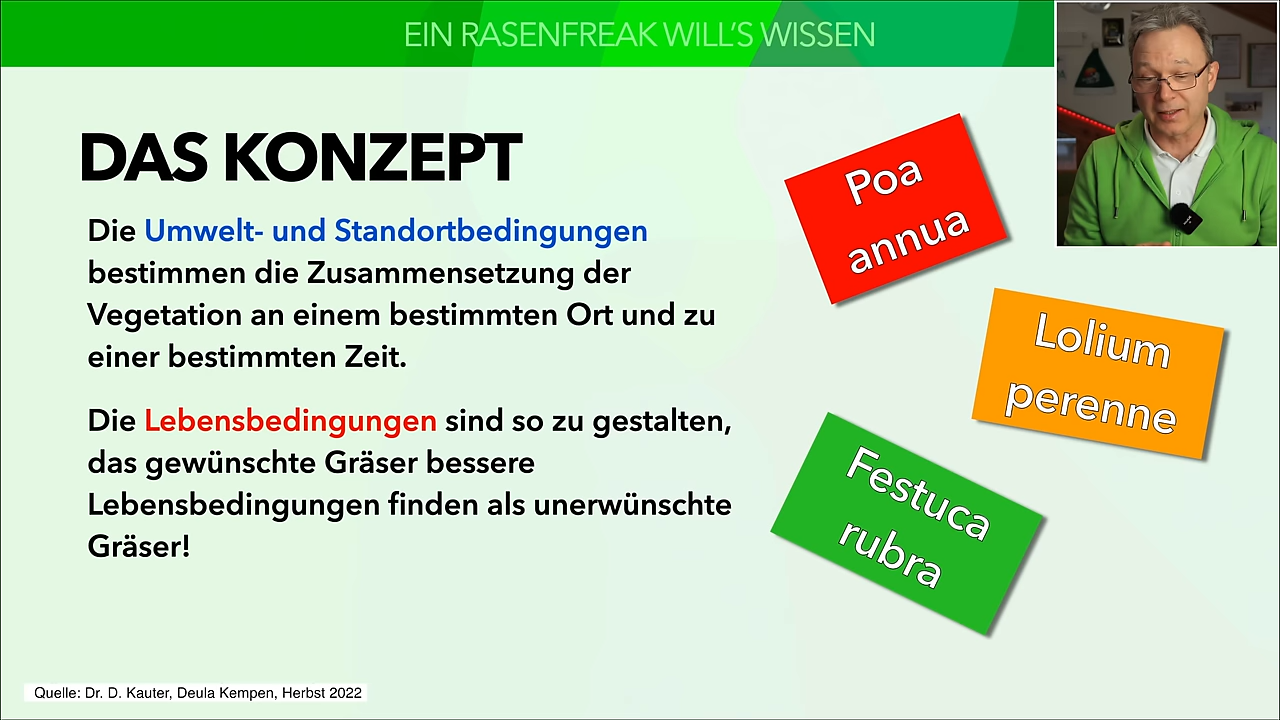 EIN RASENFREAK WILL'S WISSEN
DAS KONZEPT
Die Umwelt- und Standortbedingungen
bestimmen die Zusammensetzung der
Vegetation an einem bestimmten Ort und zu
einer bestimmten Zeit.
Die Lebensbedingungen sind so zu gestalten,
das gewünschte Gräser bessere
Lebensbedingungen finden als unerwünschte
Gräser!
Poa
annua
Lolium
perenne
Festuca
rubra
Quelle: Dr. D. Kauter, Deula Kempen, Herbst 2022